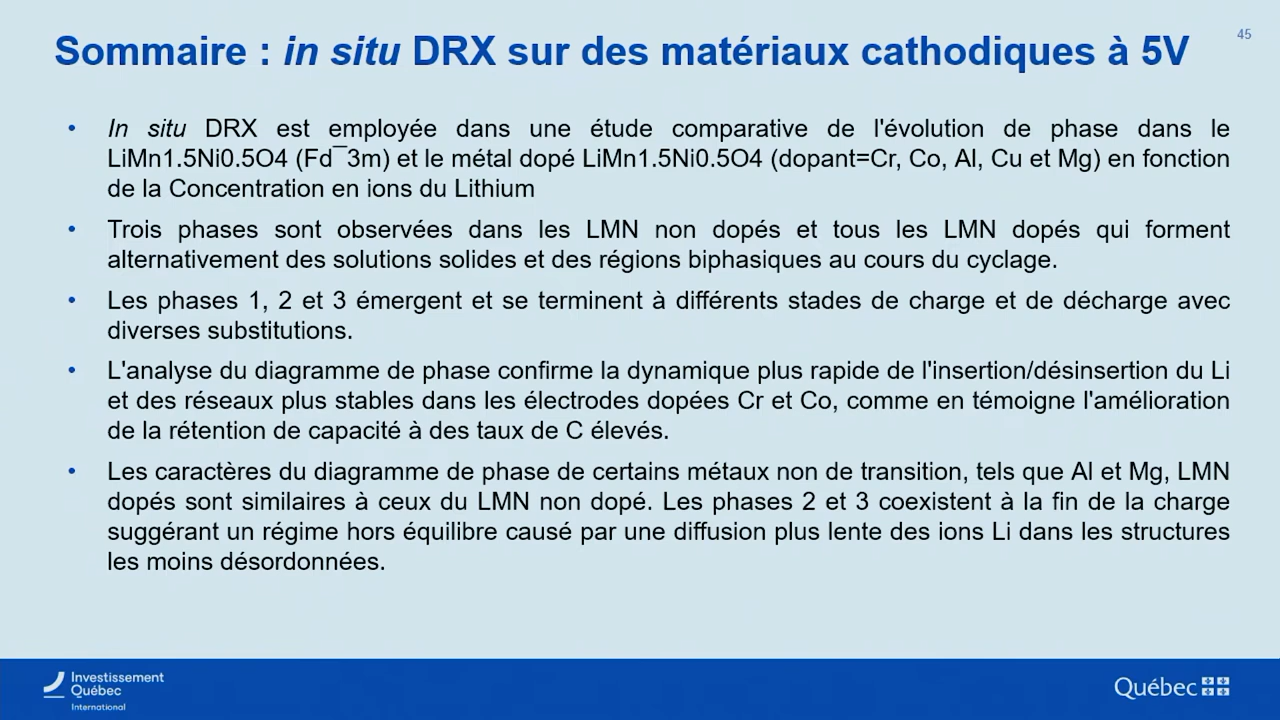 Sommaire : in situ DRX sur des matériaux cathodiques à 5V
45
• In situ DRX est employée dans une étude comparative de l'évolution de phase dans le
LiMn1.5Ni0.5O4 (Fd¯3m) et le métal dopé LiMn1.5Ni0.5O4 (dopant=Cr, Co, Al, Cu et Mg) en fonction
de la Concentration en ions du Lithium
• Trois phases sont observées dans les LMN non dopés et tous les LMN dopés qui forment
alternativement des solutions solides et des régions biphasiques au cours du cyclage.
• Les phases 1, 2 et 3 émergent et se terminent à différents stades de charge et de décharge avec
diverses substitutions.
• L'analyse du diagramme de phase confirme la dynamique plus rapide de l'insertion/désinsertion du Li
et des réseaux plus stables dans les électrodes dopées Cr et Co, comme en témoigne l'amélioration
de la rétention de capacité à des taux de C élevés.
• Les caractères du diagramme de phase de certains métaux non de transition, tels que Al et Mg, LMN
dopés sont similaires à ceux du LMN non dopé. Les phases 2 et 3 coexistent à la fin de la charge
suggérant un régime hors équilibre causé par une diffusion plus lente des ions Li dans les structures
les moins désordonnées.
Investissement
Québec
International
Québec